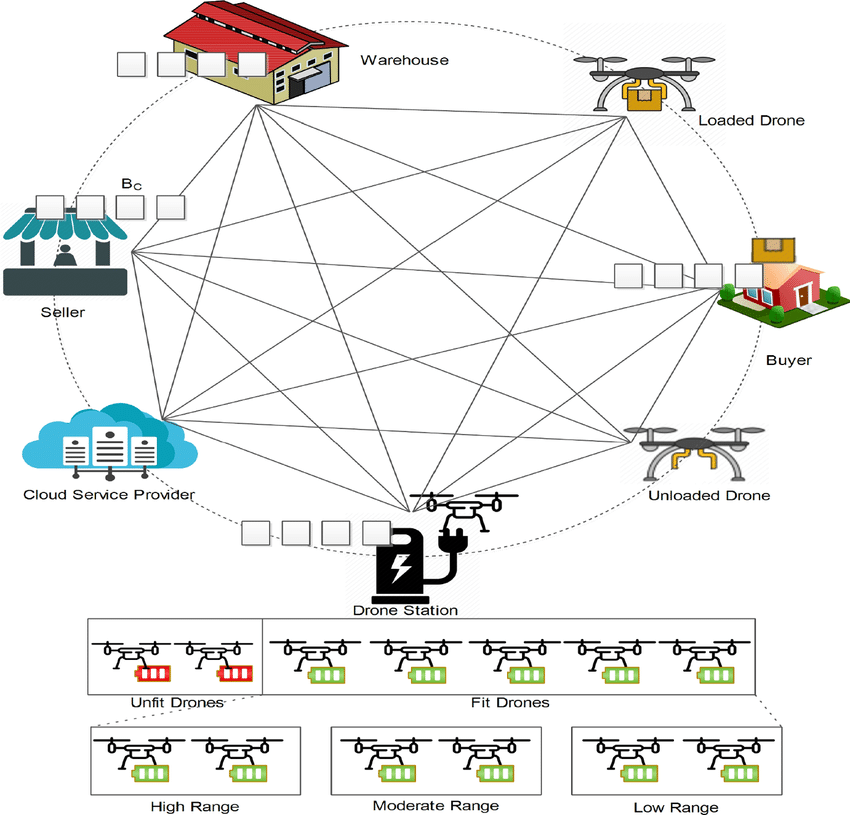 Warehouse
Loaded Drone
Bc
Seller
Buyer
Cloud Service Provider
Unloaded Drone
Drone Station
Unfit Drones
Fit Drones
High Range
Moderate Range
Low Range